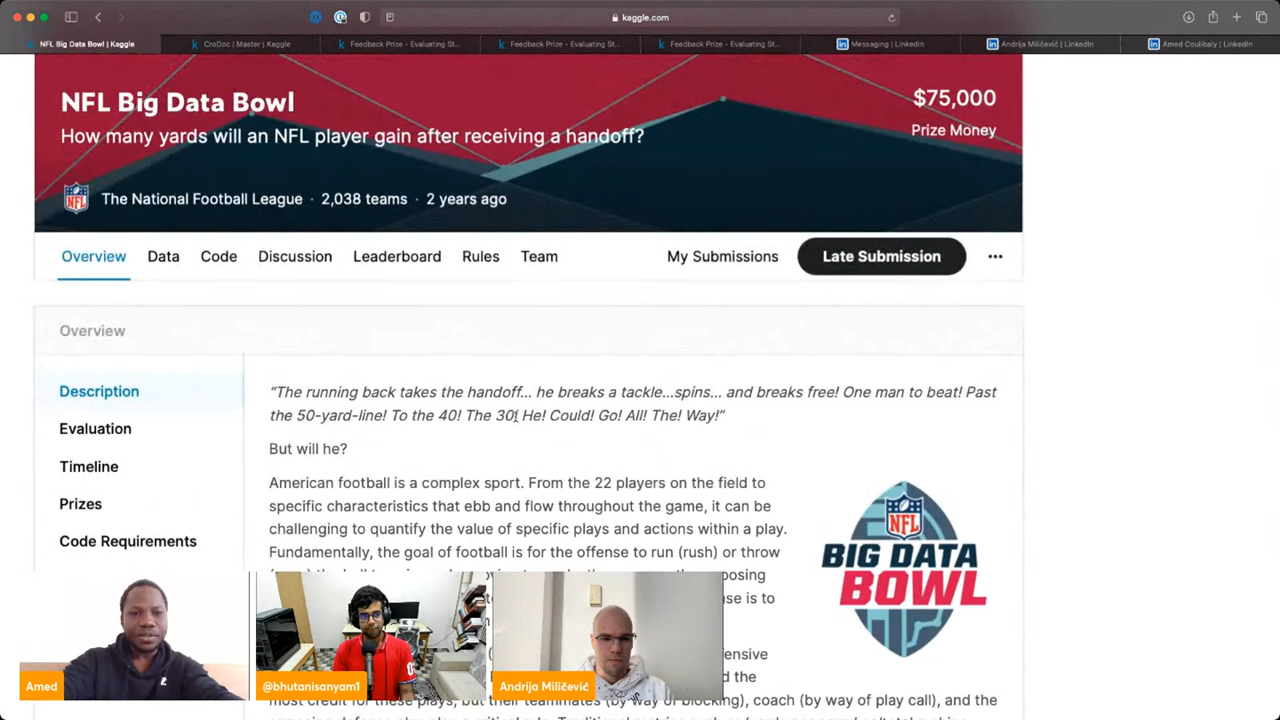 kaggle.com
NFL Big Data Bowl | Kaggle
CroDoc | Master | Kaggle
Feedback Prize - Evaluating St...
Feedback Prize - Evaluating St...
Feedback Prize - Evaluating St...
Messaging | LinkedIn
Andrija Miličević | LinkedIn
Amed Coulibaly | LinkedIn
NFL Big Data Bowl
$75,000
How many yards will an NFL player gain after receiving a handoff?
Prize Money
The National Football League · 2,038 teams · 2 years ago
Overview
Data
Code
Discussion
Leaderboard
Rules
Team
My Submissions
Late Submission
Overview
Description
Evaluation
Timeline
Prizes
Code Requirements
“The running back takes the handoff… he breaks a tackle…spins… and breaks free! One man to beat! Past
the 50-yard-line! To the 40! The 30! He! Could! Go! All! The! Way!”
But will he?
American football is a complex sport. From the 22 players on the field to
specific characteristics that ebb and flow throughout the game, it can be
challenging to quantify the value of specific plays and actions within a play.
Fundamentally, the goal of football is for the offense to run (rush) or throw
NFL
BIG DATA
BOWL
Amed
@bhutanisanyam1
Andrija Miličević
coach (by way of play call), and the